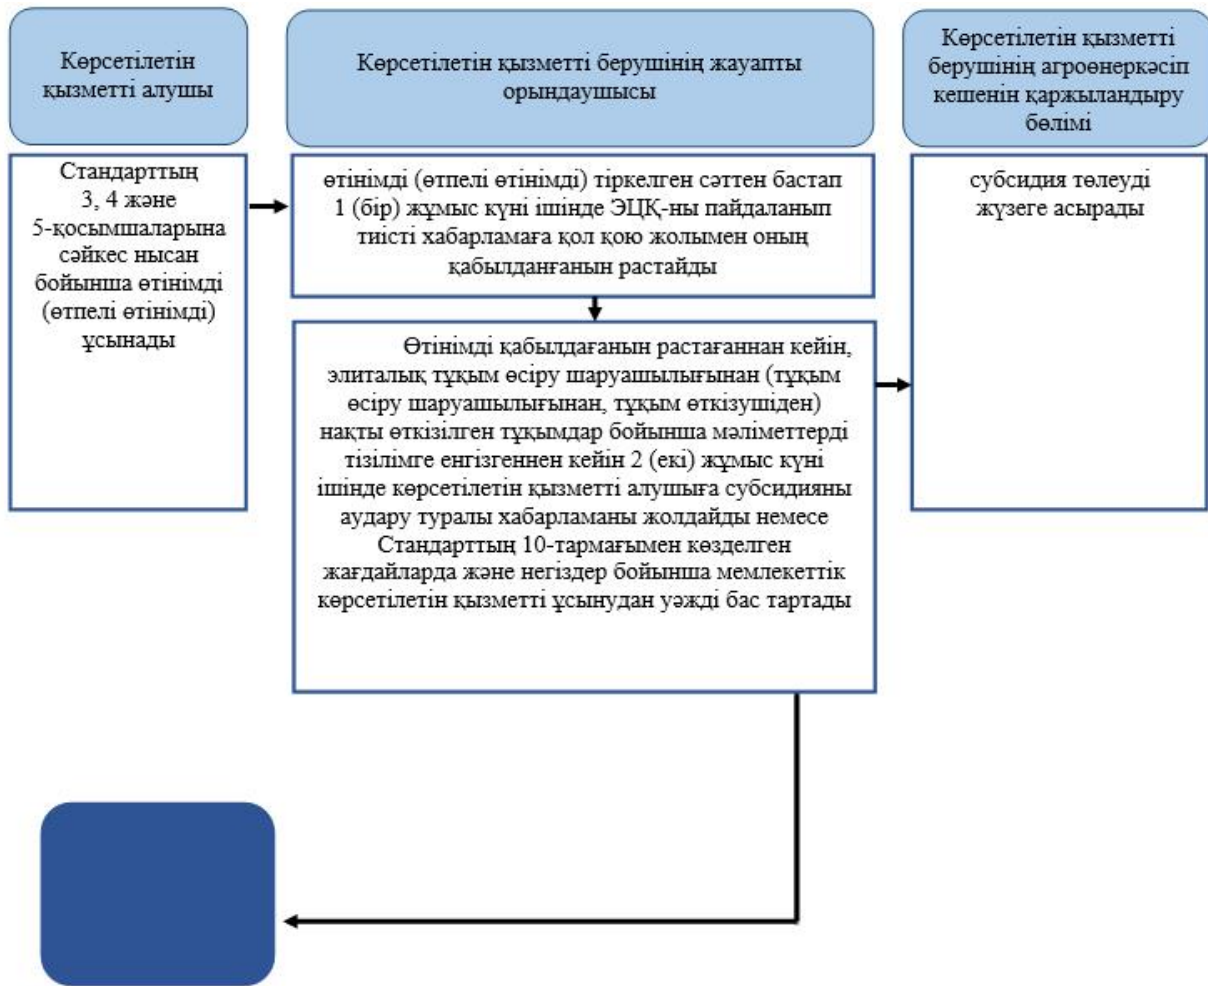 Көрсетілетін
қызметті алушы
Көрсетілетін қызметті берушінің жауапты
орындаушысы
Көрсетілетін қызметті
берушінің агроөнеркәсіп
кешенін қаржыландыру
бөлімі
Стандарттың
3, 4 және
5-қосымшаларына
сәйкес нысан
бойынша өтінімді
(өтпелі өтінімді)
ұсынады
өтінімді (өтпелі өтінімді) тіркелген сәттен бастап
1 (бір) жұмыс күні ішінде ЭЦҚ-ны пайдаланып
тиісті хабарламаға қол қою жолымен оның
қабылданғанын растайды
Өтінімді қабылдағанын растағаннан кейін,
элиталық тұқым өсіру шаруашылығынан (тұқым
өсіру шаруашылығынан, тұқым өткізушіден)
нақты өткізілген тұқымдар бойынша мәліметтерді
тізілімге енгізгеннен кейін 2 (екі) жұмыс күні
ішінде көрсетілетін қызметті алушыға субсидияны
аудару туралы хабарламаны жолдайды немесе
Стандарттың 10-тармағымен көзделген
жағдайларда және негіздер бойынша мемлекеттік
көрсетілетін қызметті ұсынудан уәжді бас тартады
субсидия төлеуді
жүзеге асырады